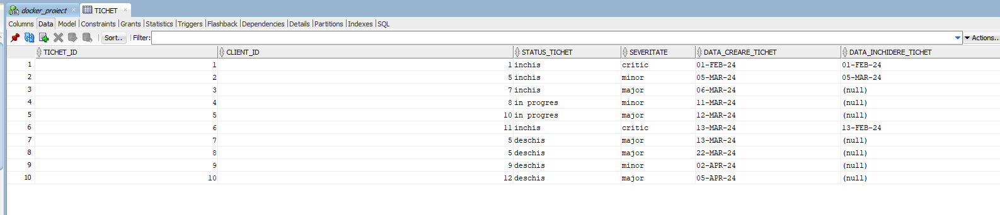 docker_proiect TICHET
Columns Data Model Constraints Grants Statistics Triggers Flashback Dependencies Details Partitions Indexes SQL
Sort.. Filter: Actions...
TICHET_ID CLIENT_ID STATUS_TICHET SEVERITATE DATA_CREARE_TICHET DATA_INCHIDERE_TICHET
1 1 1 inchis critic 01-FEB-24 01-FEB-24
2 2 5 inchis minor 05-MAR-24 05-MAR-24
3 3 7 inchis major 06-MAR-24 (null)
4 4 8 in progres minor 11-MAR-24 (null)
5 5 10 in progres major 12-MAR-24 (null)
6 6 11 inchis critic 13-MAR-24 13-FEB-24
7 7 5 deschis major 13-MAR-24 (null)
8 8 5 deschis major 22-MAR-24 (null)
9 9 9 deschis minor 02-APR-24 (null)
10 10 12 deschis major 05-APR-24 (null)